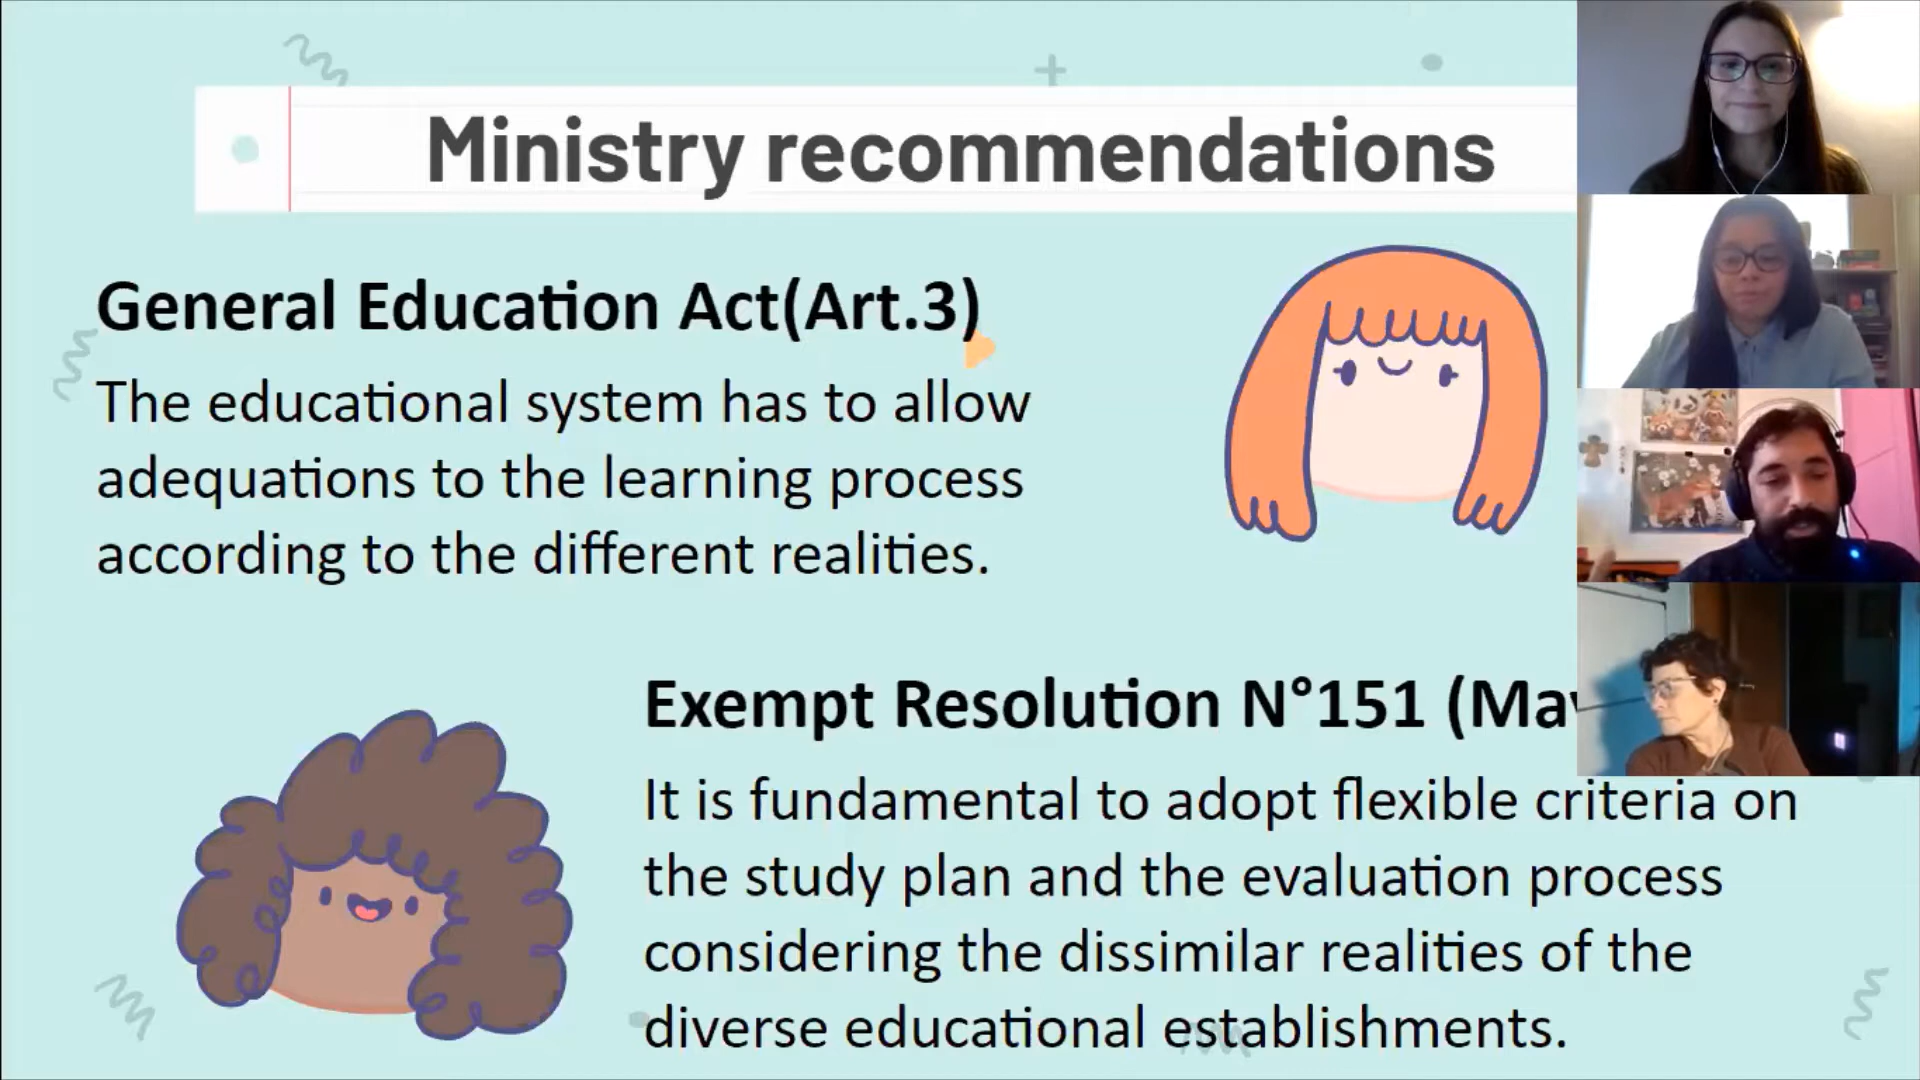 Ministry recommendations
General Education Act(Art.3)
The educational system has to allow
adequations to the learning process
according to the different realities.
Exempt Resolution N°151 (May
It is fundamental to adopt flexible criteria on
the study plan and the evaluation process
considering the dissimilar realities of the
diverse educational establishments.